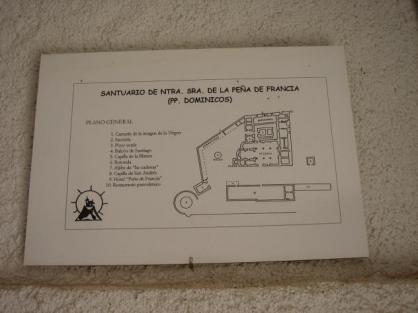 SANTUARIO DE NTRA. SRA. DE LA PEÑA DE FRANCIA
(PP. DOMINICOS)
PLANO GENERAL
1. Camarín de la imagen de la Virgen
2. Sacristía
3. Pozo verde
4. Balcón de Santiago
5. Capilla de la Blanca
6. Rotonda
7. Aljibe de "las cadenas"
8. Capilla de San Andrés
9. Hostal "Peña de Francia"
10. Restaurante panorámico